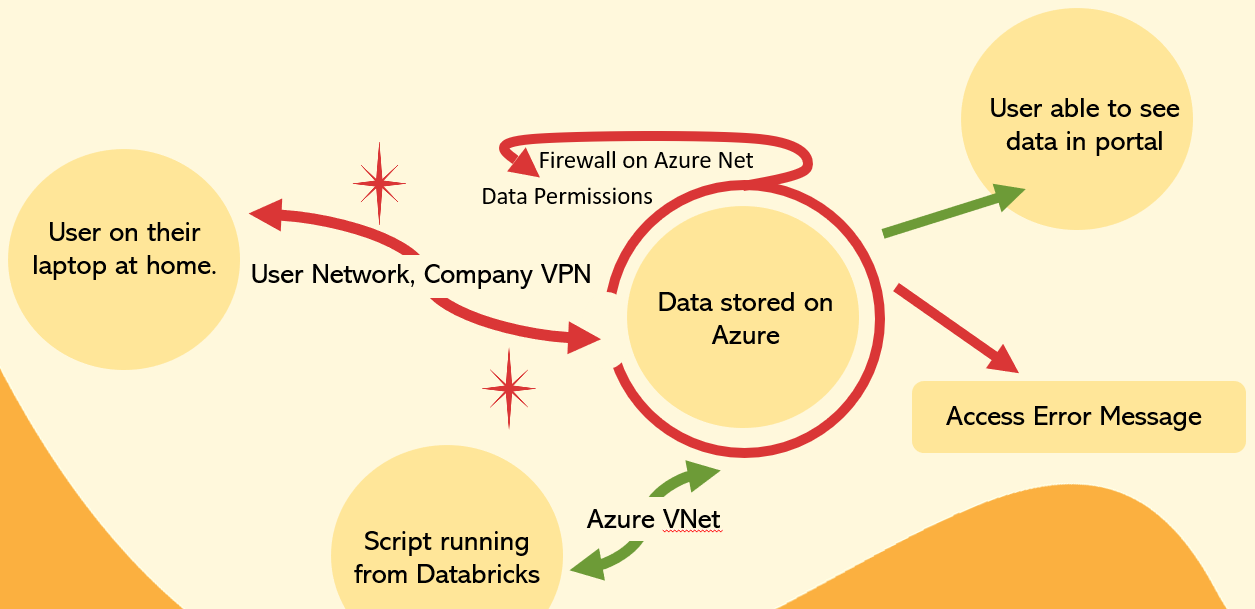 User able to see
data in portal
Firewall on Azure Net
Data Permissions
User on their
laptop at home.
User Network, Company VPN
Data stored on
Azure
Access Error Message
Azure VNet
Script running
from Databricks